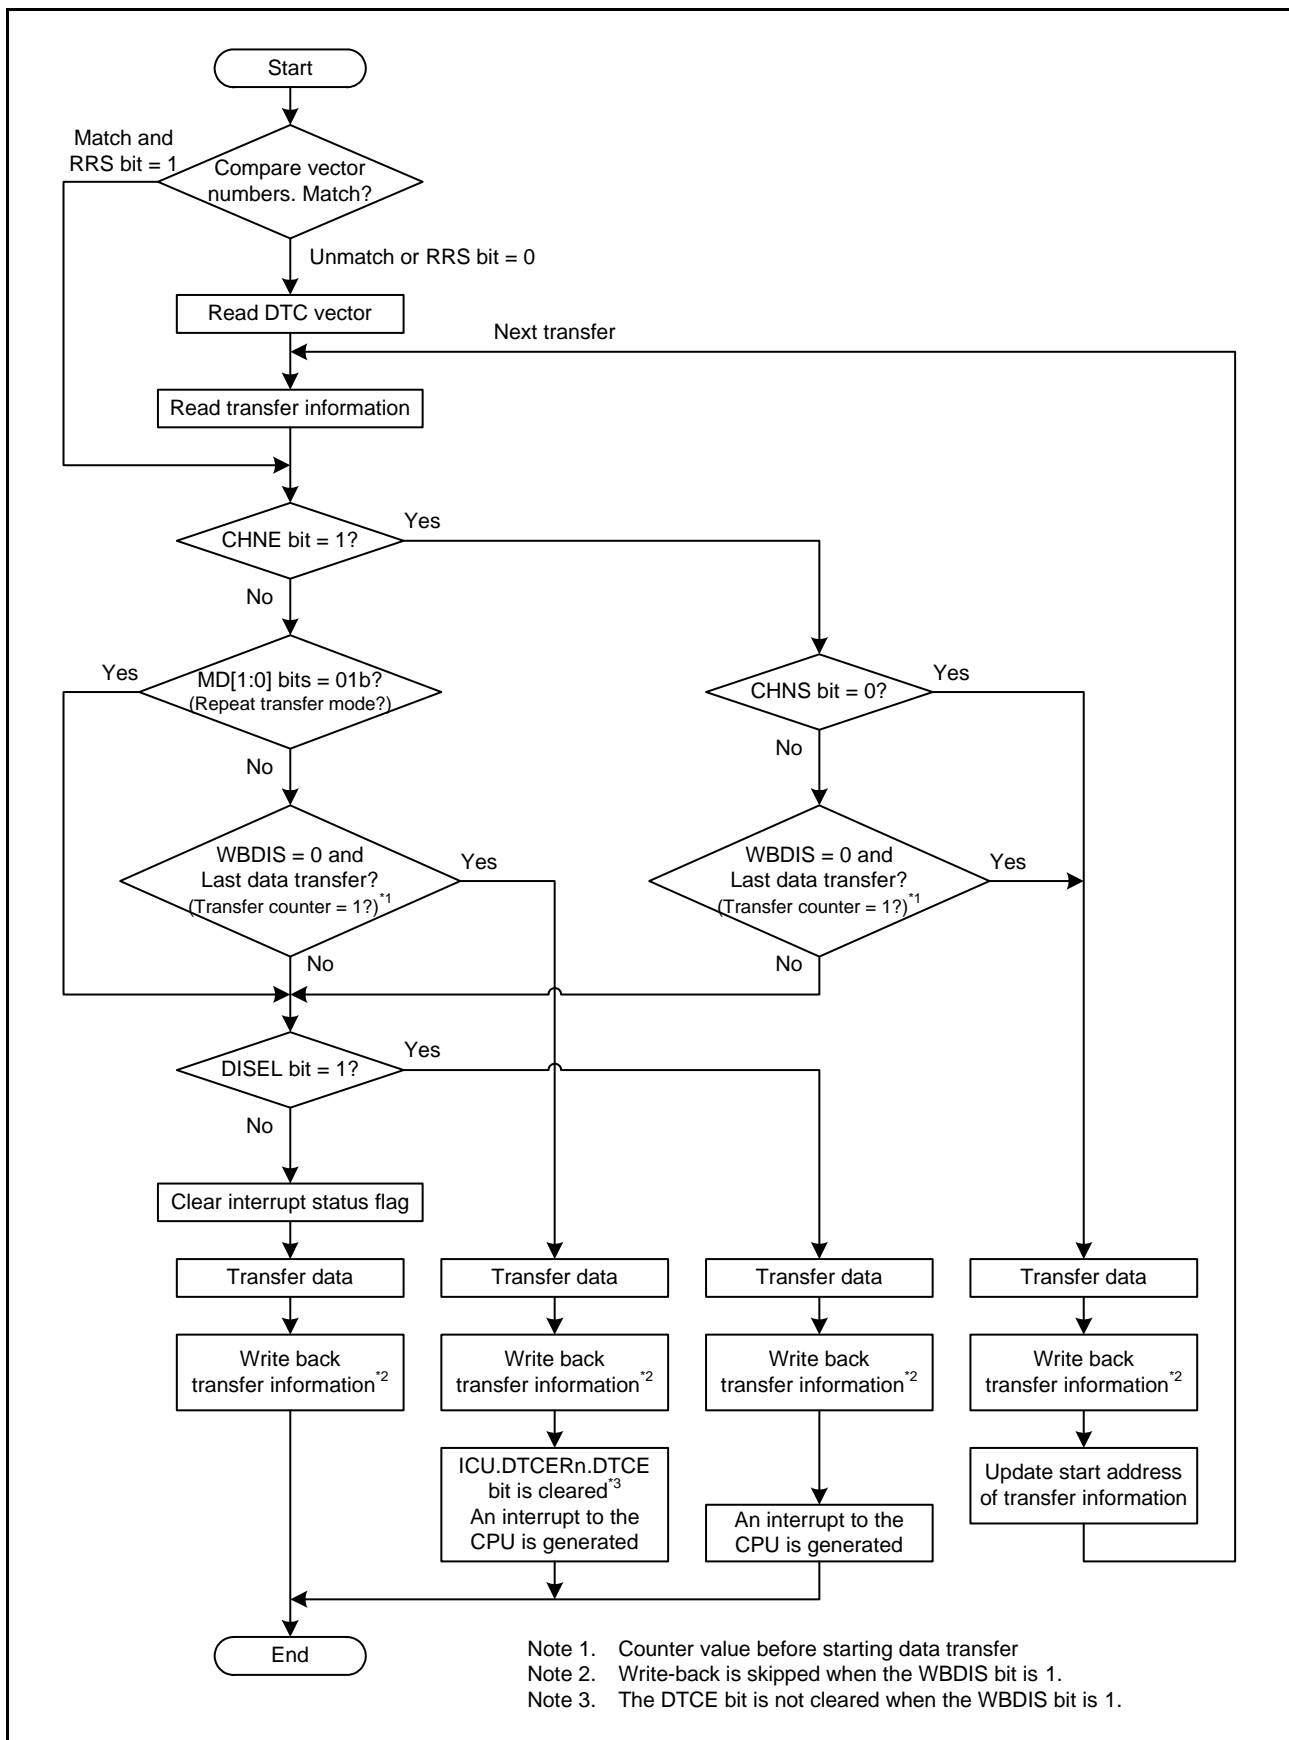 Start
Match and
RRS bit = 1
Compare vector
numbers. Match?
Unmatch or RRS bit = 0
Read DTC vector
Next transfer
Read transfer information
CHNE bit = 1?
Yes
No
Yes
MD[1:0] bits = 01b?
(Repeat transfer mode?)
No
CHNS bit = 0?
Yes
No
WBDIS = 0 and
Last data transfer?
(Transfer counter = 1?)*1
Yes
No
WBDIS = 0 and
Last data transfer?
(Transfer counter = 1?)*1
Yes
No
DISEL bit = 1?
Yes
No
Clear interrupt status flag
Transfer data
Transfer data
Transfer data
Transfer data
Write back
transfer information*2
Write back
transfer information*2
Write back
transfer information*2
Write back
transfer information*2
ICU.DTCERn.DTCE
bit is cleared*3
An interrupt to the
CPU is generated
An interrupt to the
CPU is generated
Update start address
of transfer information
End
Note 1. Counter value before starting data transfer
Note 2. Write-back is skipped when the WBDIS bit is 1.
Note 3. The DTCE bit is not cleared when the WBDIS bit is 1.